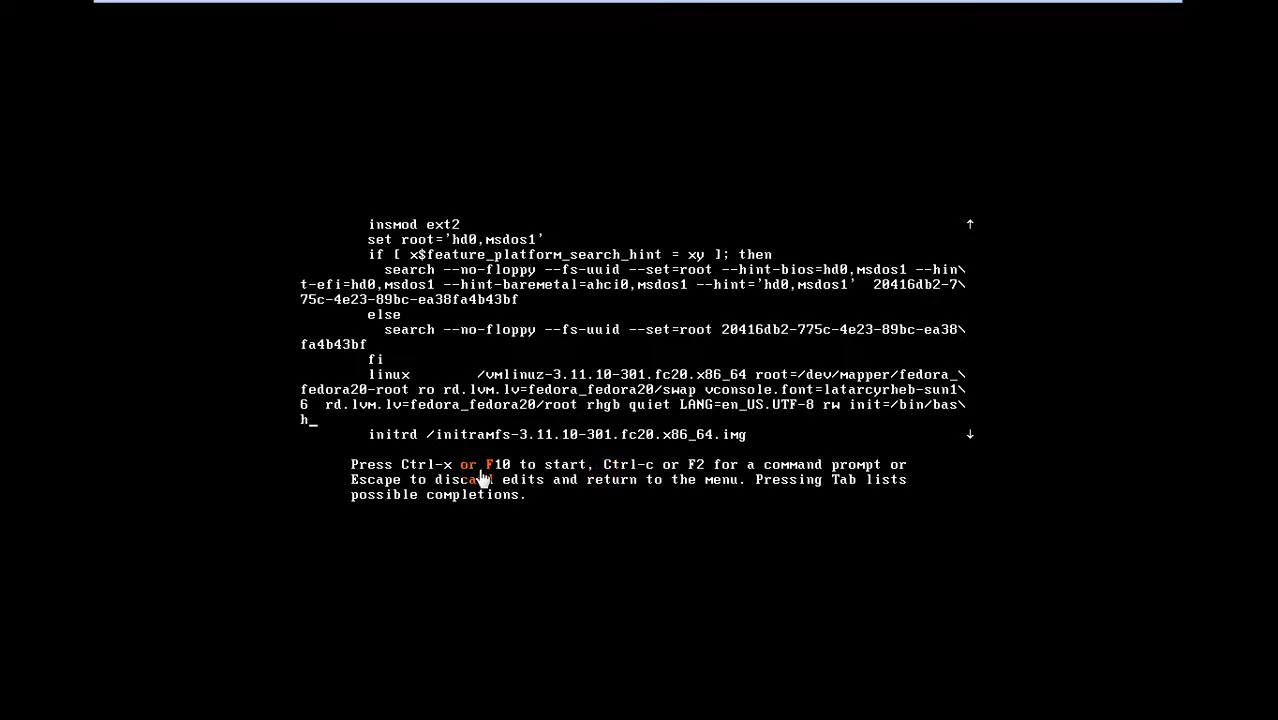 insmod ext2 ↑
set root='hd0,msdos1'
if [ x$feature_platform_search_hint = xy ]; then
search --no-floppy --fs-uuid --set=root --hint-bios=hd0,msdos1 --hin\
t-efi=hd0,msdos1 --hint-baremetal=ahci0,msdos1 --hint='hd0,msdos1'  20416db2-7\
75c-4e23-89bc-ea38fa4b43bf
else
search --no-floppy --fs-uuid --set=root 20416db2-775c-4e23-89bc-ea38\
fa4b43bf
fi
linux /vmlinuz-3.11.10-301.fc20.x86_64 root=/dev/mapper/fedora_\
fedora20-root ro rd.lvm.lv=fedora_fedora20/swap vconsole.font=latarcyrheb-sun1\
6  rd.lvm.lv=fedora_fedora20/root rhgb quiet LANG=en_US.UTF-8 rw init=/bin/bas\
h_
initrd /initramfs-3.11.10-301.fc20.x86_64.img ↓
Press Ctrl-x or F10 to start, Ctrl-c or F2 for a command prompt or
Escape to discard edits and return to the menu. Pressing Tab lists
possible completions.